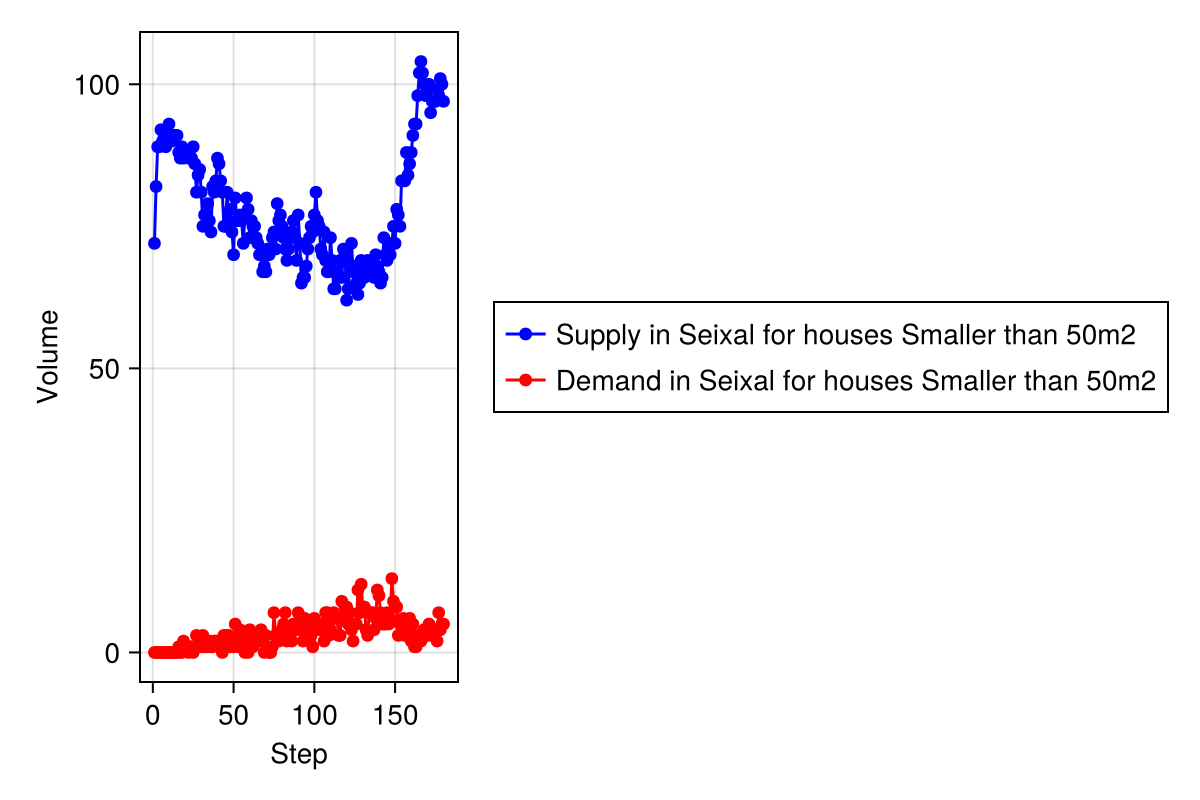 100
50
0
Volume
0 50 100 150
Step
Supply in Seixal for houses Smaller than 50m2
Demand in Seixal for houses Smaller than 50m2